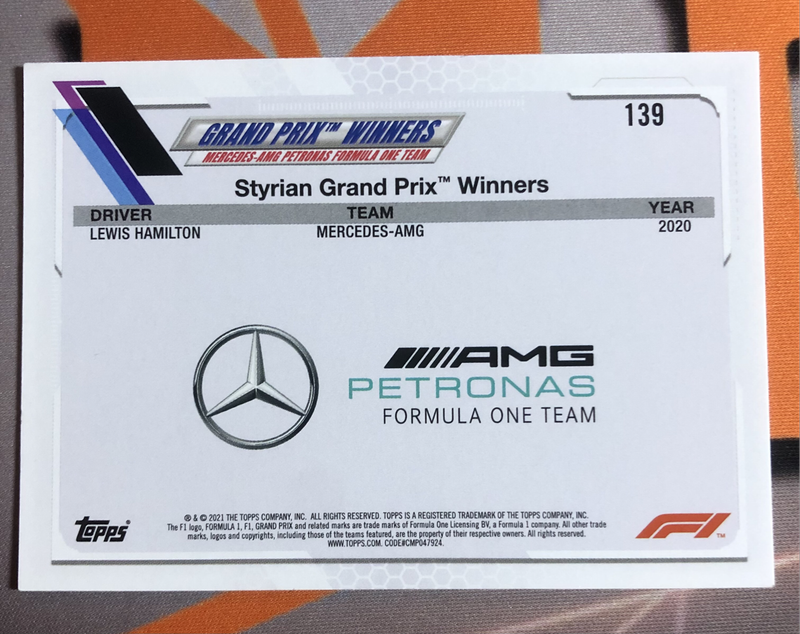 139
GRAND PRIX™ WINNERS
MERCEDES-AMG PETRONAS FORMULA ONE TEAM
Styrian Grand Prix™ Winners
DRIVER TEAM YEAR
LEWIS HAMILTON MERCEDES-AMG 2020
AMG
PETRONAS
FORMULA ONE TEAM
topps®
® & © 2021 THE TOPPS COMPANY, INC. ALL RIGHTS RESERVED. TOPPS IS A REGISTERED TRADEMARK OF THE TOPPS COMPANY, INC.
The F1 logo, FORMULA 1, F1, GRAND PRIX and related marks are trade marks of Formula One Licensing BV, a Formula 1 company. All other trade
marks, logos and copyrights, including those of the teams featured, are the property of their respective owners. All rights reserved.
WWW.TOPPS.COM. CODE#CMP047924.
F1™